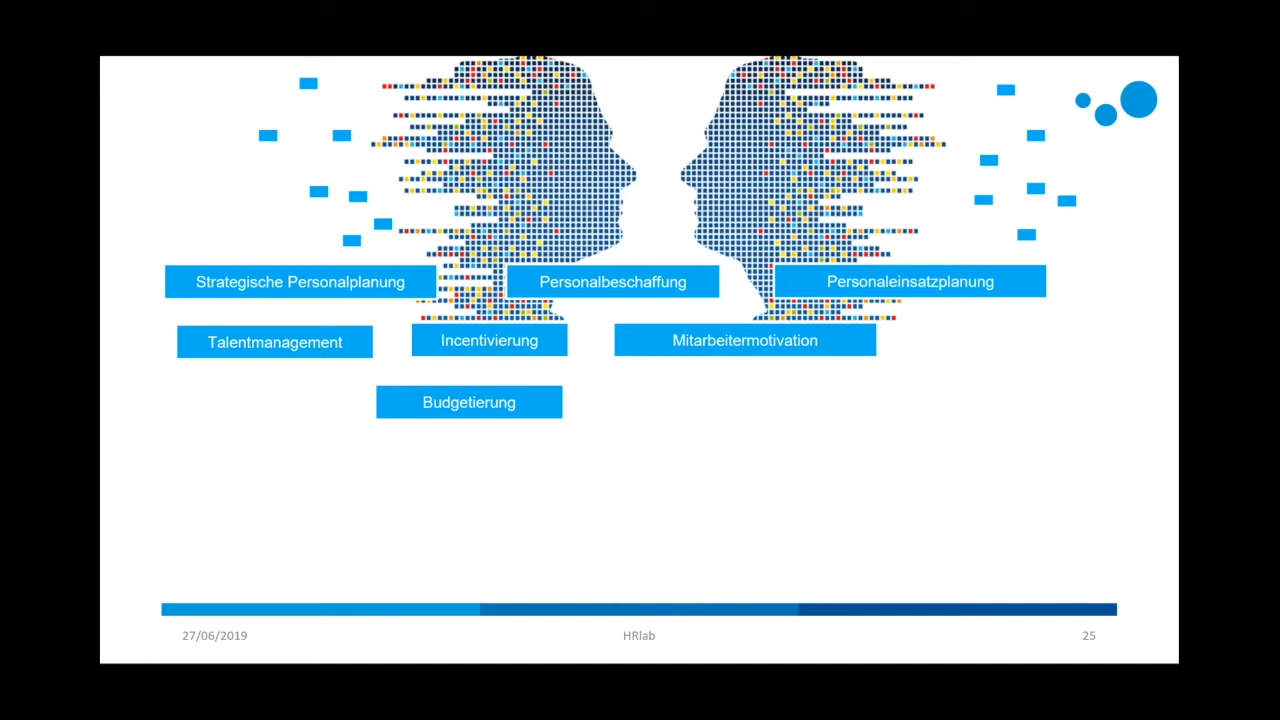 Strategische Personalplanung
Personalbeschaffung
Personaleinsatzplanung
Talentmanagement
Incentivierung
Mitarbeitermotivation
Budgetierung
27/06/2019
HRlab
25